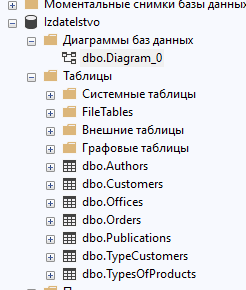 Моментальные снимки базы данных
Izdatelstvo
Диаграммы баз данных
dbo.Diagram_0
Таблицы
Системные таблицы
FileTables
Внешние таблицы
Графовые таблицы
dbo.Authors
dbo.Customers
dbo.Offices
dbo.Orders
dbo.Publications
dbo.TypeCustomers
dbo.TypesOfProducts